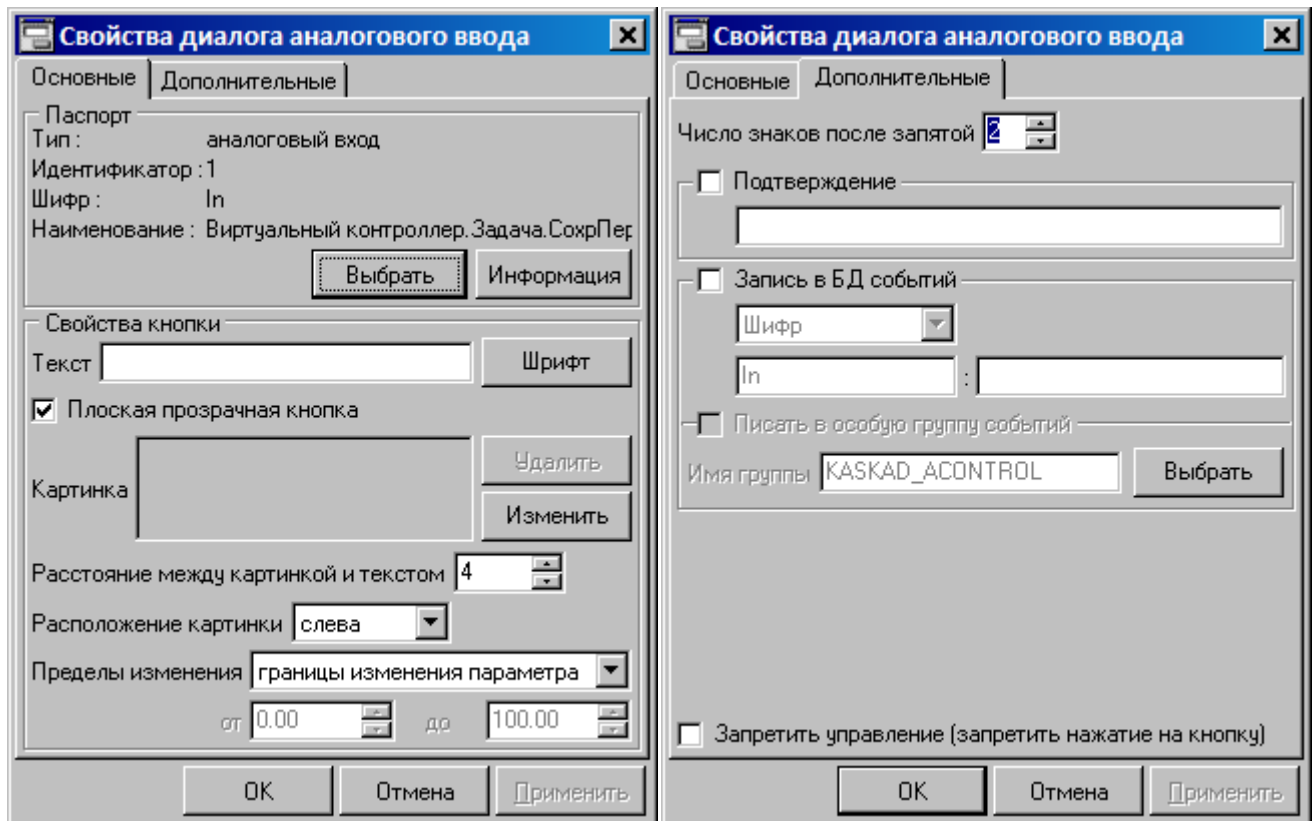 Свойства диалога аналогового ввода
Основные
Дополнительные
Паспорт
Тип : аналоговый вход
Идентификатор : 1
Шифр : In
Наименование : Виртуальный контроллер.Задача.СохрПер
Выбрать
Информация
Свойства кнопки
Текст
Шрифт
Плоская прозрачная кнопка
Картинка
Удалить
Изменить
Расстояние между картинкой и текстом 4
Расположение картинки слева
Пределы изменения границы изменения параметра
от 0.00 до 100.00
ОК
Отмена
Применить
Свойства диалога аналогового ввода
Основные
Дополнительные
Число знаков после запятой 2
Подтверждение
Запись в БД событий
Шифр
In :
Писать в особую группу событий
Имя группы KASKAD_ACONTROL
Выбрать
Запретить управление (запретить нажатие на кнопку)
ОК
Отмена
Применить